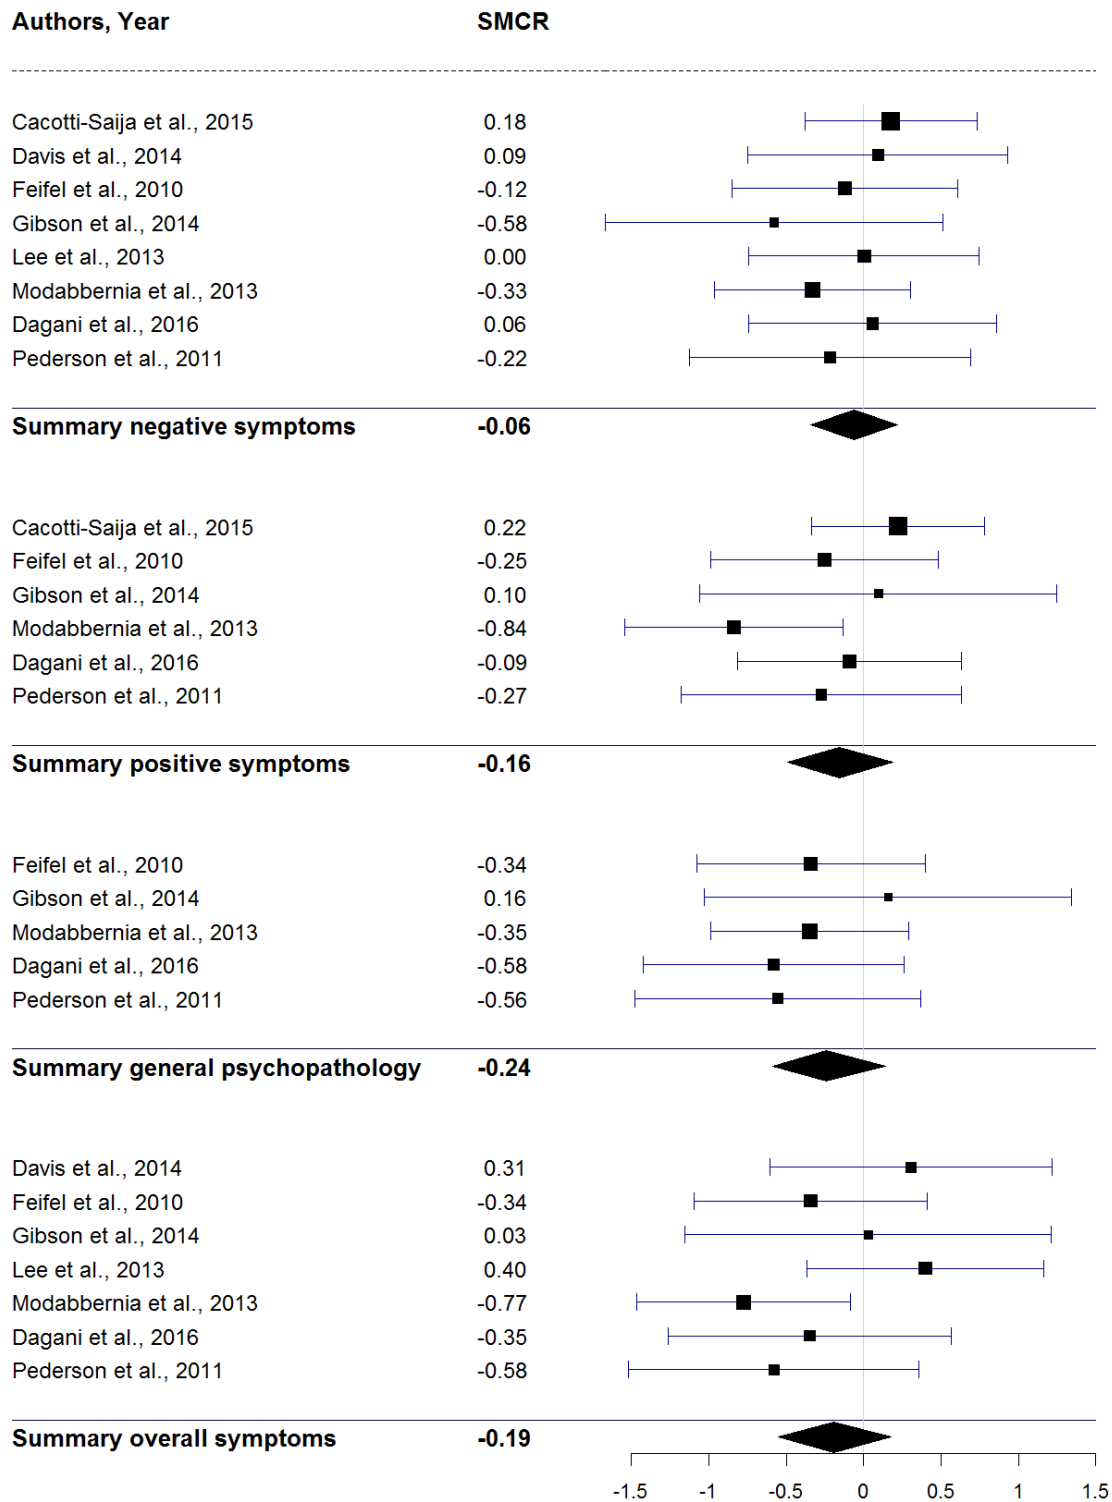 Authors, Year SMCR
Cacotti-Saija et al., 2015 0.18
Davis et al., 2014 0.09
Feifel et al., 2010 -0.12
Gibson et al., 2014 -0.58
Lee et al., 2013 0.00
Modabbernia et al., 2013 -0.33
Dagani et al., 2016 0.06
Pederson et al., 2011 -0.22
Summary negative symptoms -0.06
Cacotti-Saija et al., 2015 0.22
Feifel et al., 2010 -0.25
Gibson et al., 2014 0.10
Modabbernia et al., 2013 -0.84
Dagani et al., 2016 -0.09
Pederson et al., 2011 -0.27
Summary positive symptoms -0.16
Feifel et al., 2010 -0.34
Gibson et al., 2014 0.16
Modabbernia et al., 2013 -0.35
Dagani et al., 2016 -0.58
Pederson et al., 2011 -0.56
Summary general psychopathology -0.24
Davis et al., 2014 0.31
Feifel et al., 2010 -0.34
Gibson et al., 2014 0.03
Lee et al., 2013 0.40
Modabbernia et al., 2013 -0.77
Dagani et al., 2016 -0.35
Pederson et al., 2011 -0.58
Summary overall symptoms -0.19
-1.5 -1 -0.5 0 0.5 1 1.5